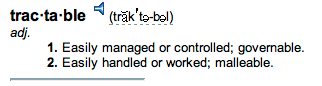 trac·ta·ble (trăk′tə-bəl)
adj.
1. Easily managed or controlled; governable.
2. Easily handled or worked; malleable.